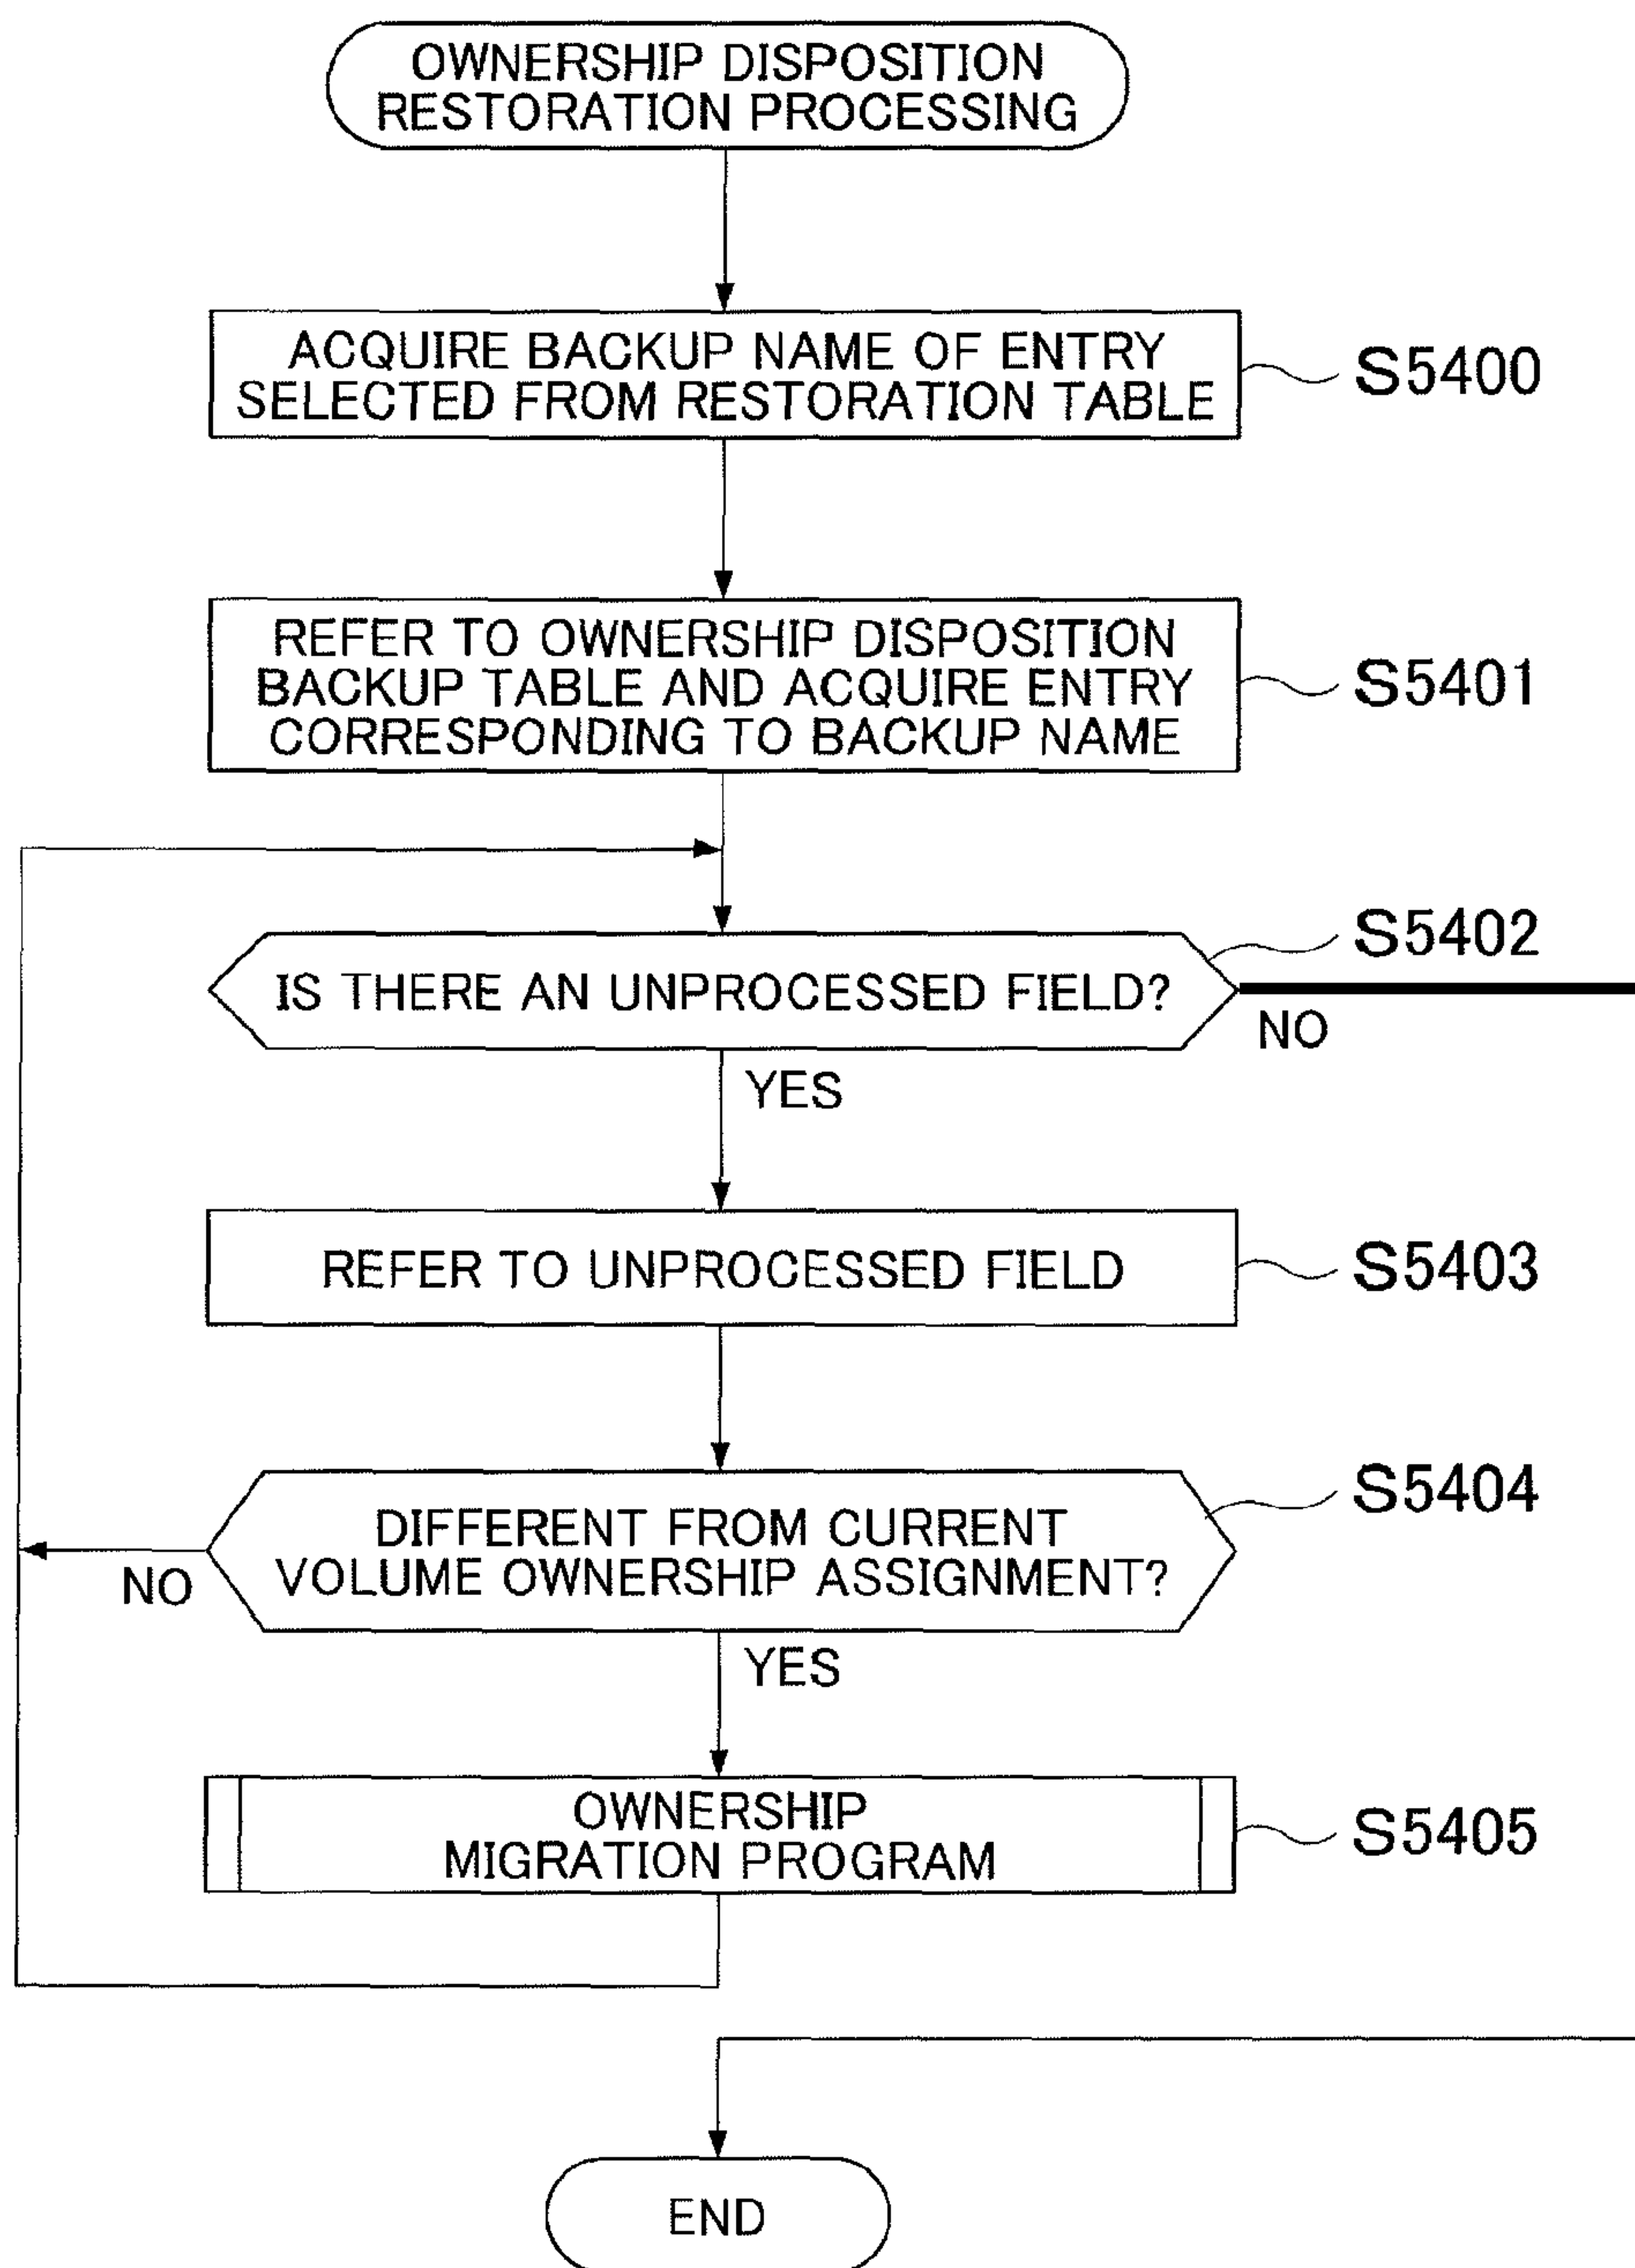 OWNERSHIP DISPOSITION
RESTORATION PROCESSING
ACQUIRE BACKUP NAME OF ENTRY
SELECTED FROM RESTORATION TABLE
S5400
REFER TO OWNERSHIP DISPOSITION
BACKUP TABLE AND ACQUIRE ENTRY
CORRESPONDING TO BACKUP NAME
S5401
IS THERE AN UNPROCESSED FIELD?
S5402
NO
YES
REFER TO UNPROCESSED FIELD
S5403
DIFFERENT FROM CURRENT
VOLUME OWNERSHIP ASSIGNMENT?
S5404
NO
YES
OWNERSHIP
MIGRATION PROGRAM
S5405
END